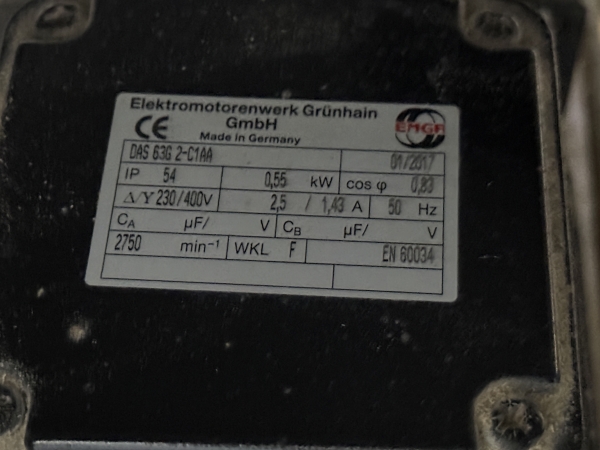 Elektromotorenwerk Grünhain
GmbH
Made in Germany
CE
EMGR
DAS 63G 2-C1AA 01/2017
IP 54 0,55 kW cos φ 0,83
Δ/Y 230/400V 2,5 / 1,43 A 50 Hz
CA µF/ V CB µF/ V
2750 min⁻¹ WKL F EN 60034